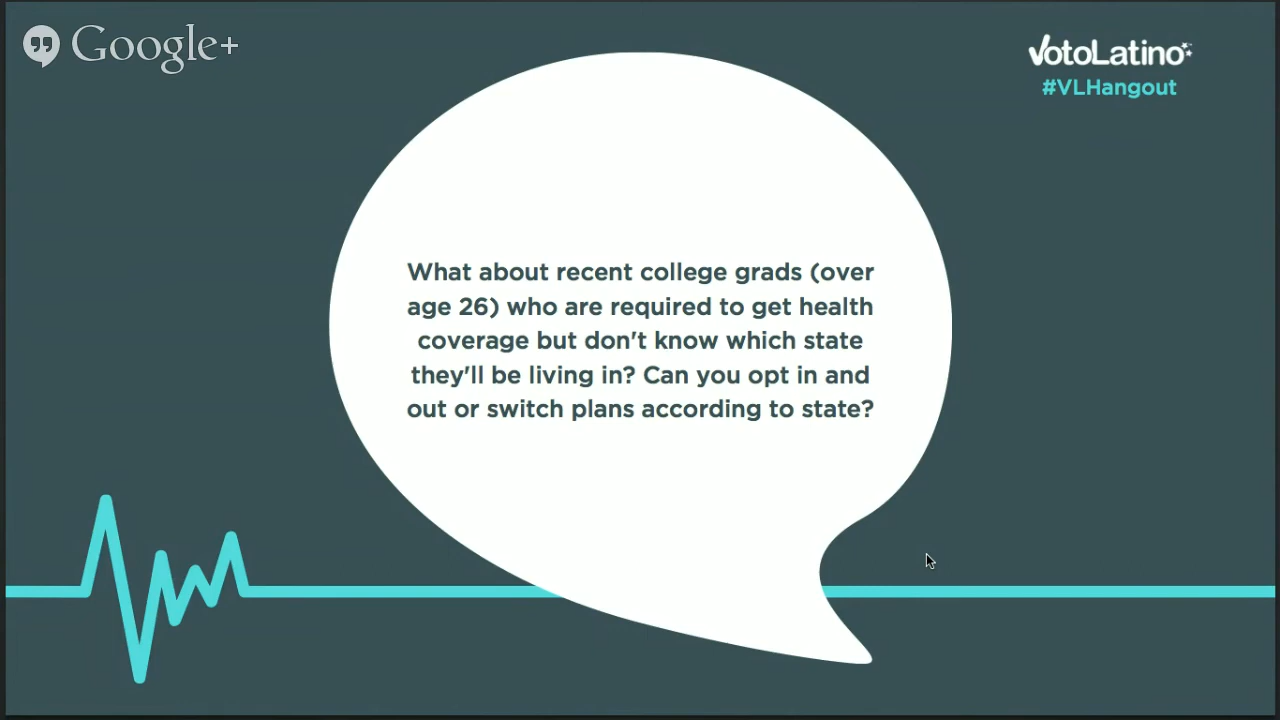 Google+
VotoLatino
#VLHangout
What about recent college grads (over
age 26) who are required to get health
coverage but don't know which state
they'll be living in? Can you opt in and
out or switch plans according to state?